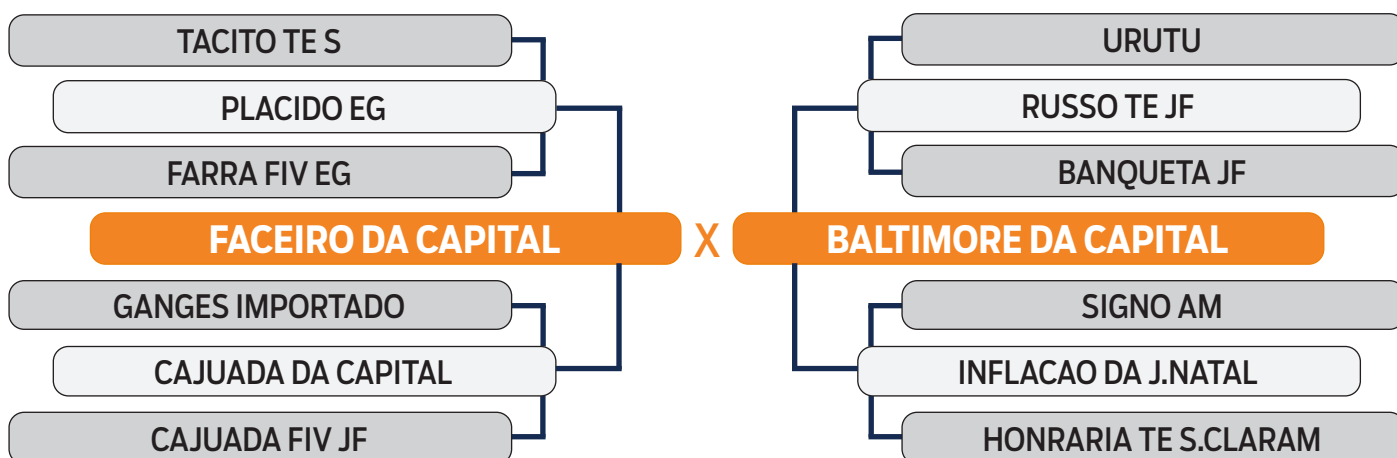 TACITO TE S
URUTU
PLACIDO EG
RUSSO TE JF
FARRA FIV EG
BANQUETA JF
FACEIRO DA CAPITAL X BALTIMORE DA CAPITAL
GANGES IMPORTADO
SIGNO AM
CAJUADA DA CAPITAL
INFLACAO DA J.NATAL
CAJUADA FIV JF
HONRARIA TE S.CLARAM